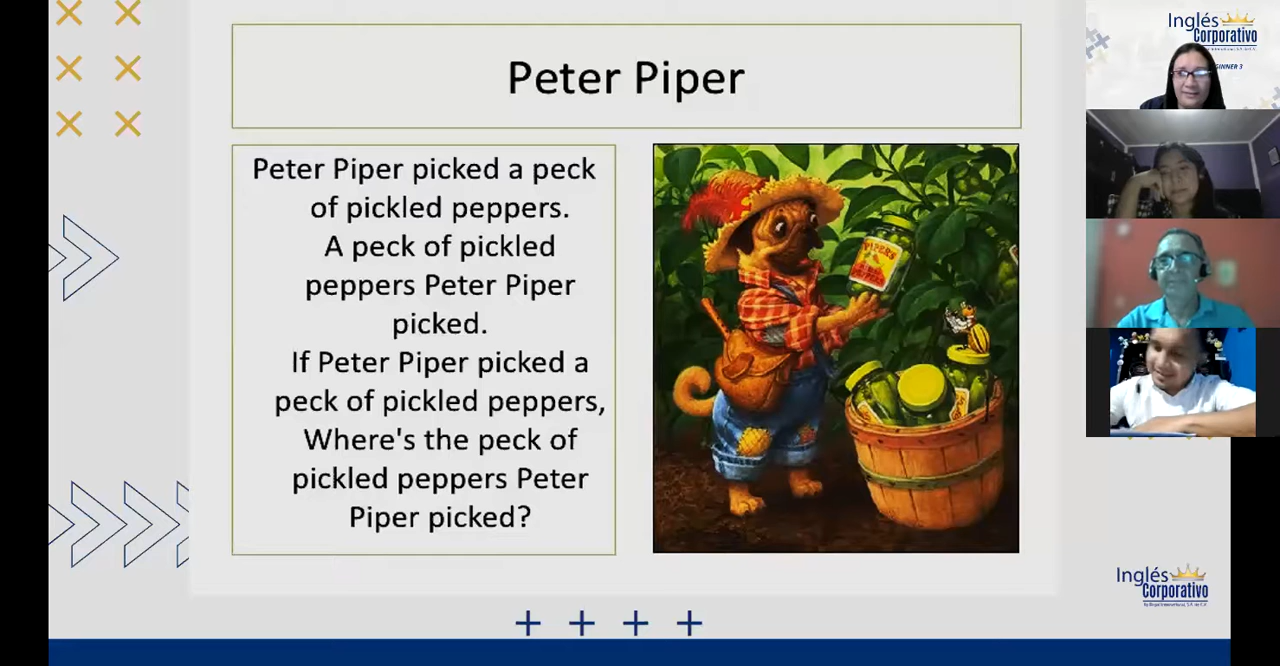 Peter Piper
Peter Piper picked a peck
of pickled peppers.
A peck of pickled
peppers Peter Piper
picked.
If Peter Piper picked a
peck of pickled peppers,
Where's the peck of
pickled peppers Peter
Piper picked?
PIPERS
Inglés
Corporativo
Inglés
Corporativo